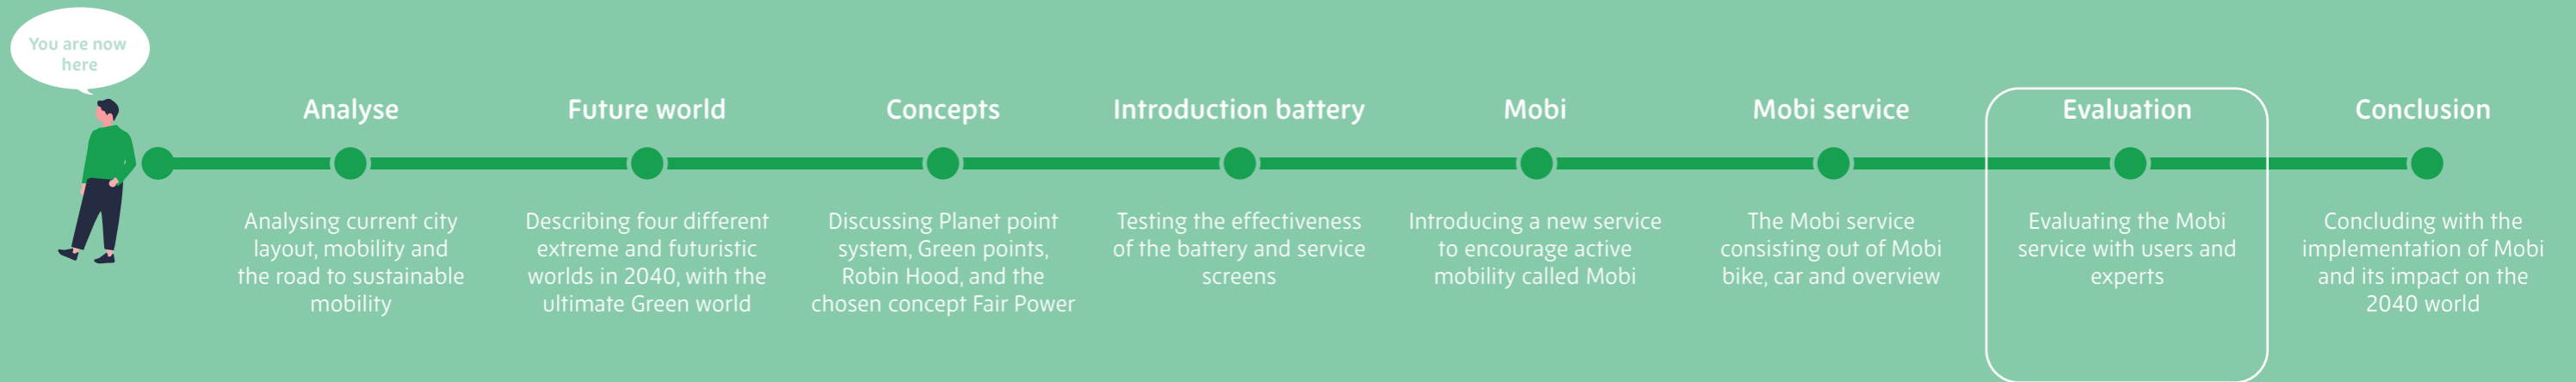 You are now
here
Analyse
Analysing current city
layout, mobility and
the road to sustainable
mobility
Future world
Describing four different
extreme and futuristic
worlds in 2040, with the
ultimate Green world
Concepts
Discussing Planet point
system, Green points,
Robin Hood, and the
chosen concept Fair Power
Introduction battery
Testing the effectiveness
of the battery and service
screens
Mobi
Introducing a new service
to encourage active
mobility called Mobi
Mobi service
The Mobi service
consisting out of Mobi
bike, car and overview
Evaluation
Evaluating the Mobi
service with users and
experts
Conclusion
Concluding with the
implementation of Mobi
and its impact on the
2040 world